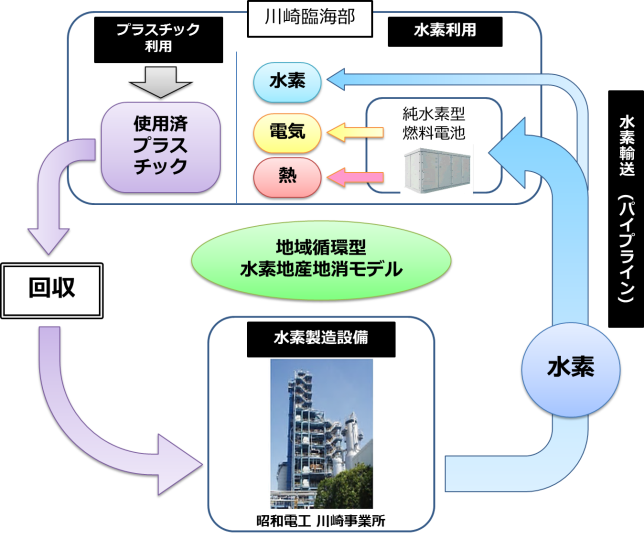 川崎臨海部
プラスチック
利用
水素利用
水素
純水素型
燃料電池
使用済
プラス
チック
電気
熱
水素輸送(パイプライン)
地域循環型
水素地産地消モデル
回収
水素製造設備
水素
昭和電工 川崎事業所